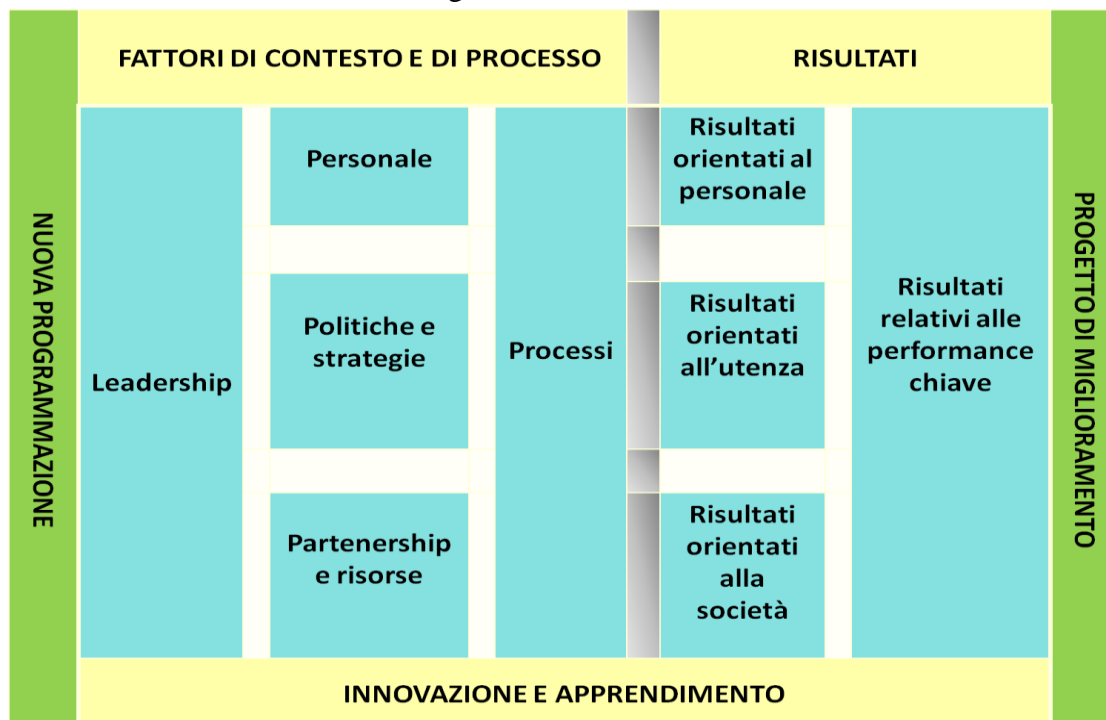 FATTORI DI CONTESTO E DI PROCESSO
RISULTATI
NUOVA PROGRAMMAZIONE
Leadership
Personale
Politiche e
strategie
Partenership
e risorse
Processi
Risultati
orientati al
personale
Risultati
orientati
all'utenza
Risultati
orientati
alla
società
Risultati
relativi alle
performance
chiave
PROGETTO DI MIGLIORAMENTO
INNOVAZIONE E APPRENDIMENTO